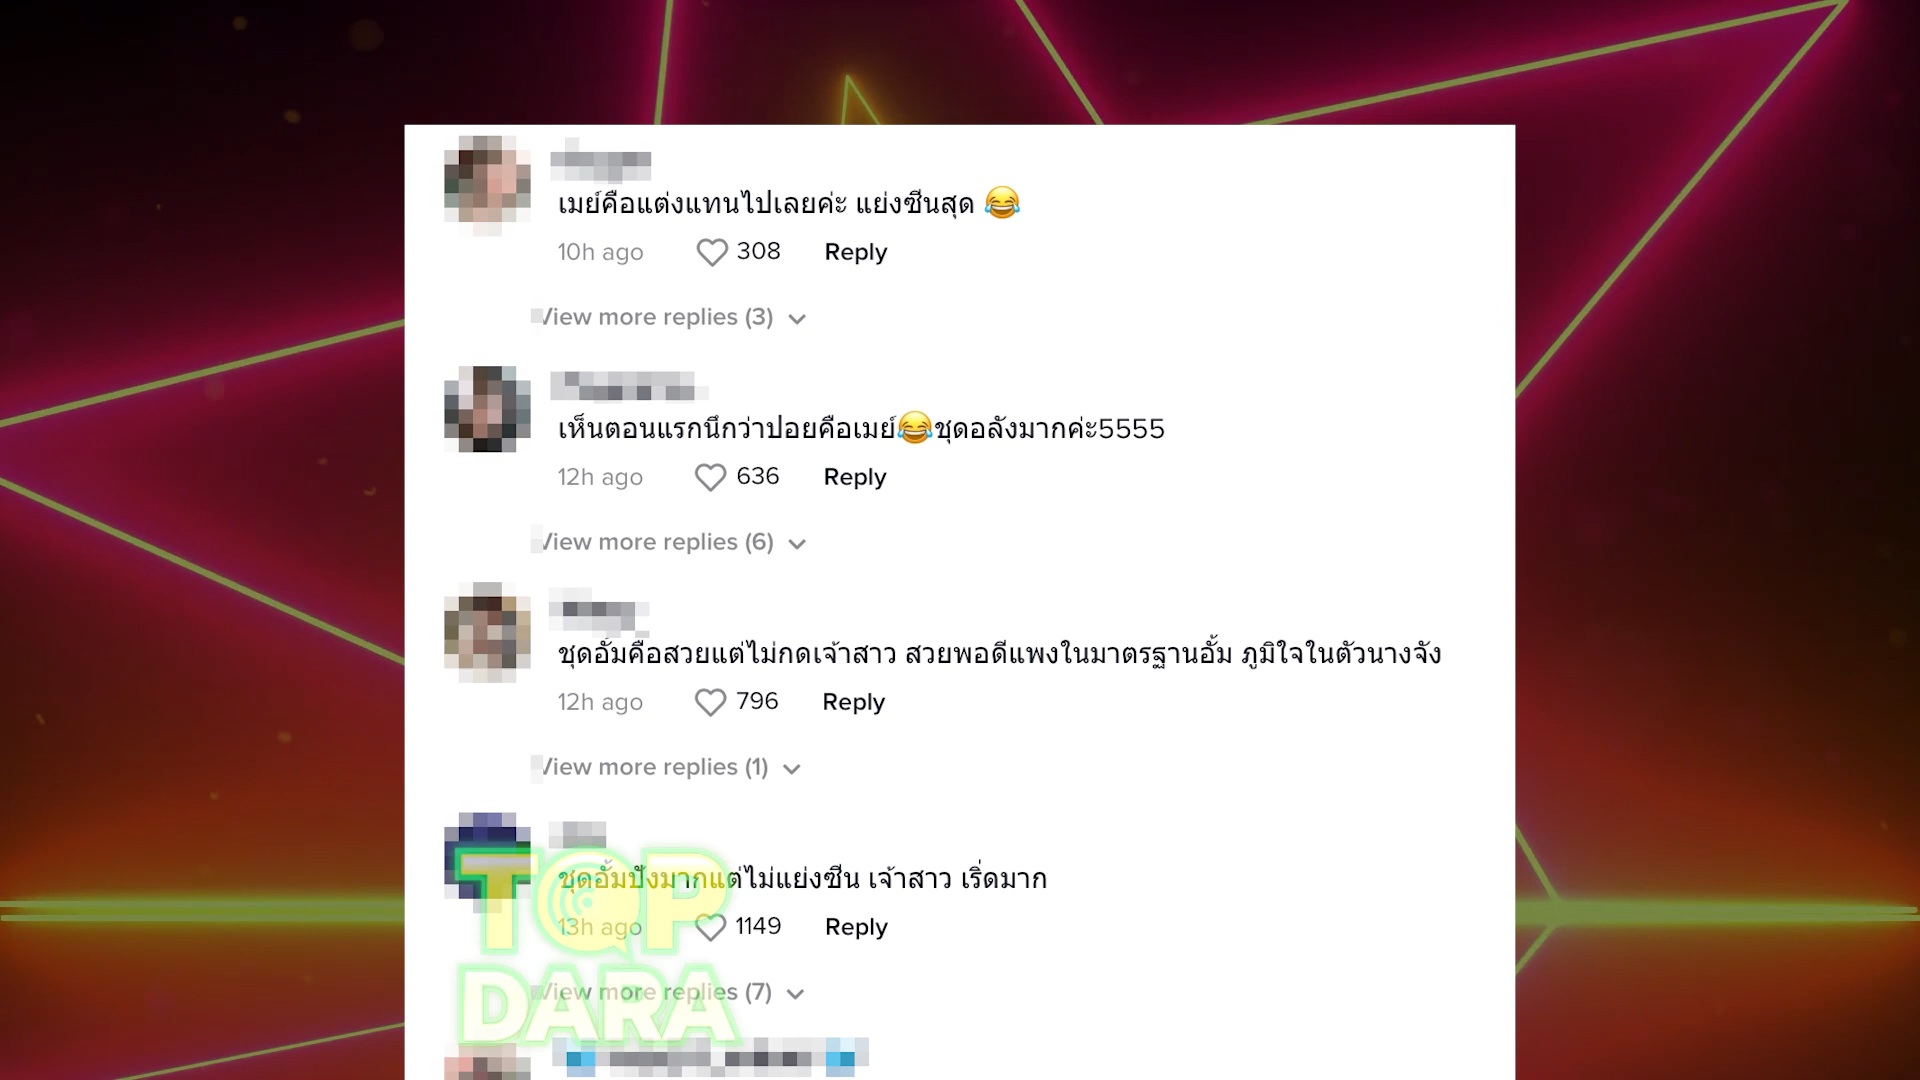 เมย์คือแต่งแทนไปเลยค่ะ แย่งซีนสุด 😂
10h ago 308 Reply
View more replies (3)
เห็นตอนแรกนึกว่าปอยคือเมย์😂ชุดอลังมากค่ะ5555
12h ago 636 Reply
View more replies (6)
ชุดอั้มคือสวยแต่ไม่กดเจ้าสาว สวยพอดีแพงในมาตรฐานอั้ม ภูมิใจในตัวนางจัง
12h ago 796 Reply
View more replies (1)
ชุดอั้มปังมากแต่ไม่แย่งซีน เจ้าสาว เริ่ดมาก
13h ago 1149 Reply
View more replies (7)
TOP
DARA